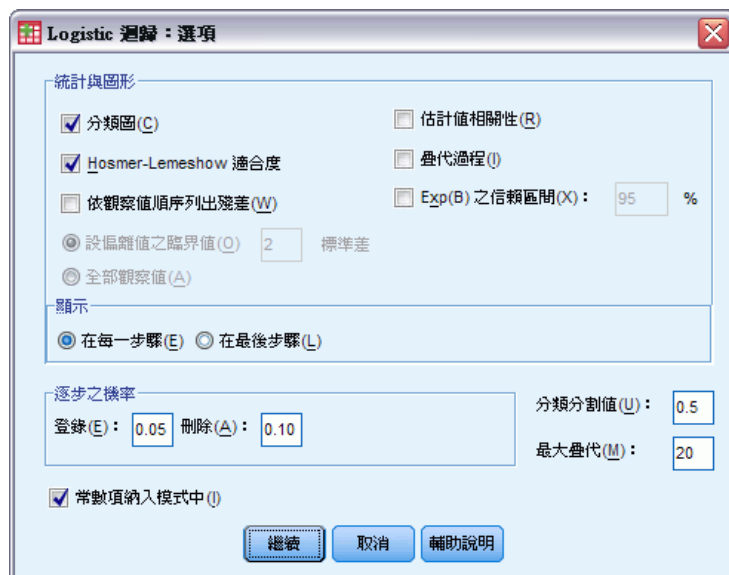 Logistic 迴歸：選項
統計與圖形
分類圖(C)
估計值相關性(R)
Hosmer-Lemeshow 適合度
疊代過程(I)
依觀察值順序列出殘差(W)
Exp(B) 之信賴區間(X)： 95 %
設偏離值之臨界值(O) 2 標準差
全部觀察值(A)
顯示
在每一步驟(E) 在最後步驟(L)
逐步之機率
登錄(E)： 0.05 刪除(A)： 0.10
分類分割值(U)： 0.5
最大疊代(M)： 20
常數項納入模式中(I)
繼續 取消 輔助說明